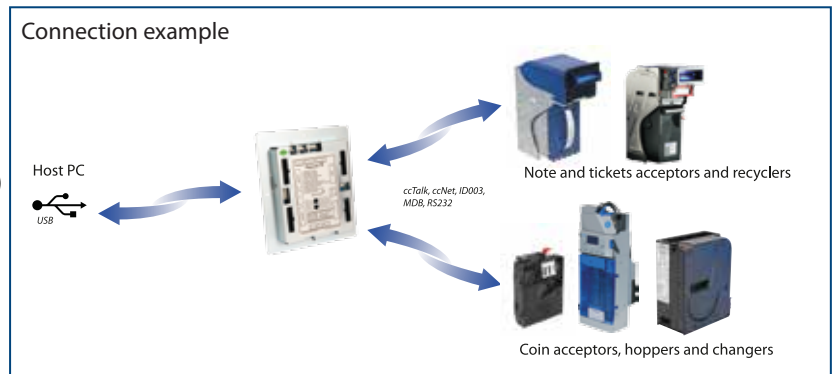 Connection example
Host PC
USB
ccTalk, ccNet, ID003,
MDB, RS232
Note and tickets acceptors and recyclers
Coin acceptors, hoppers and changers